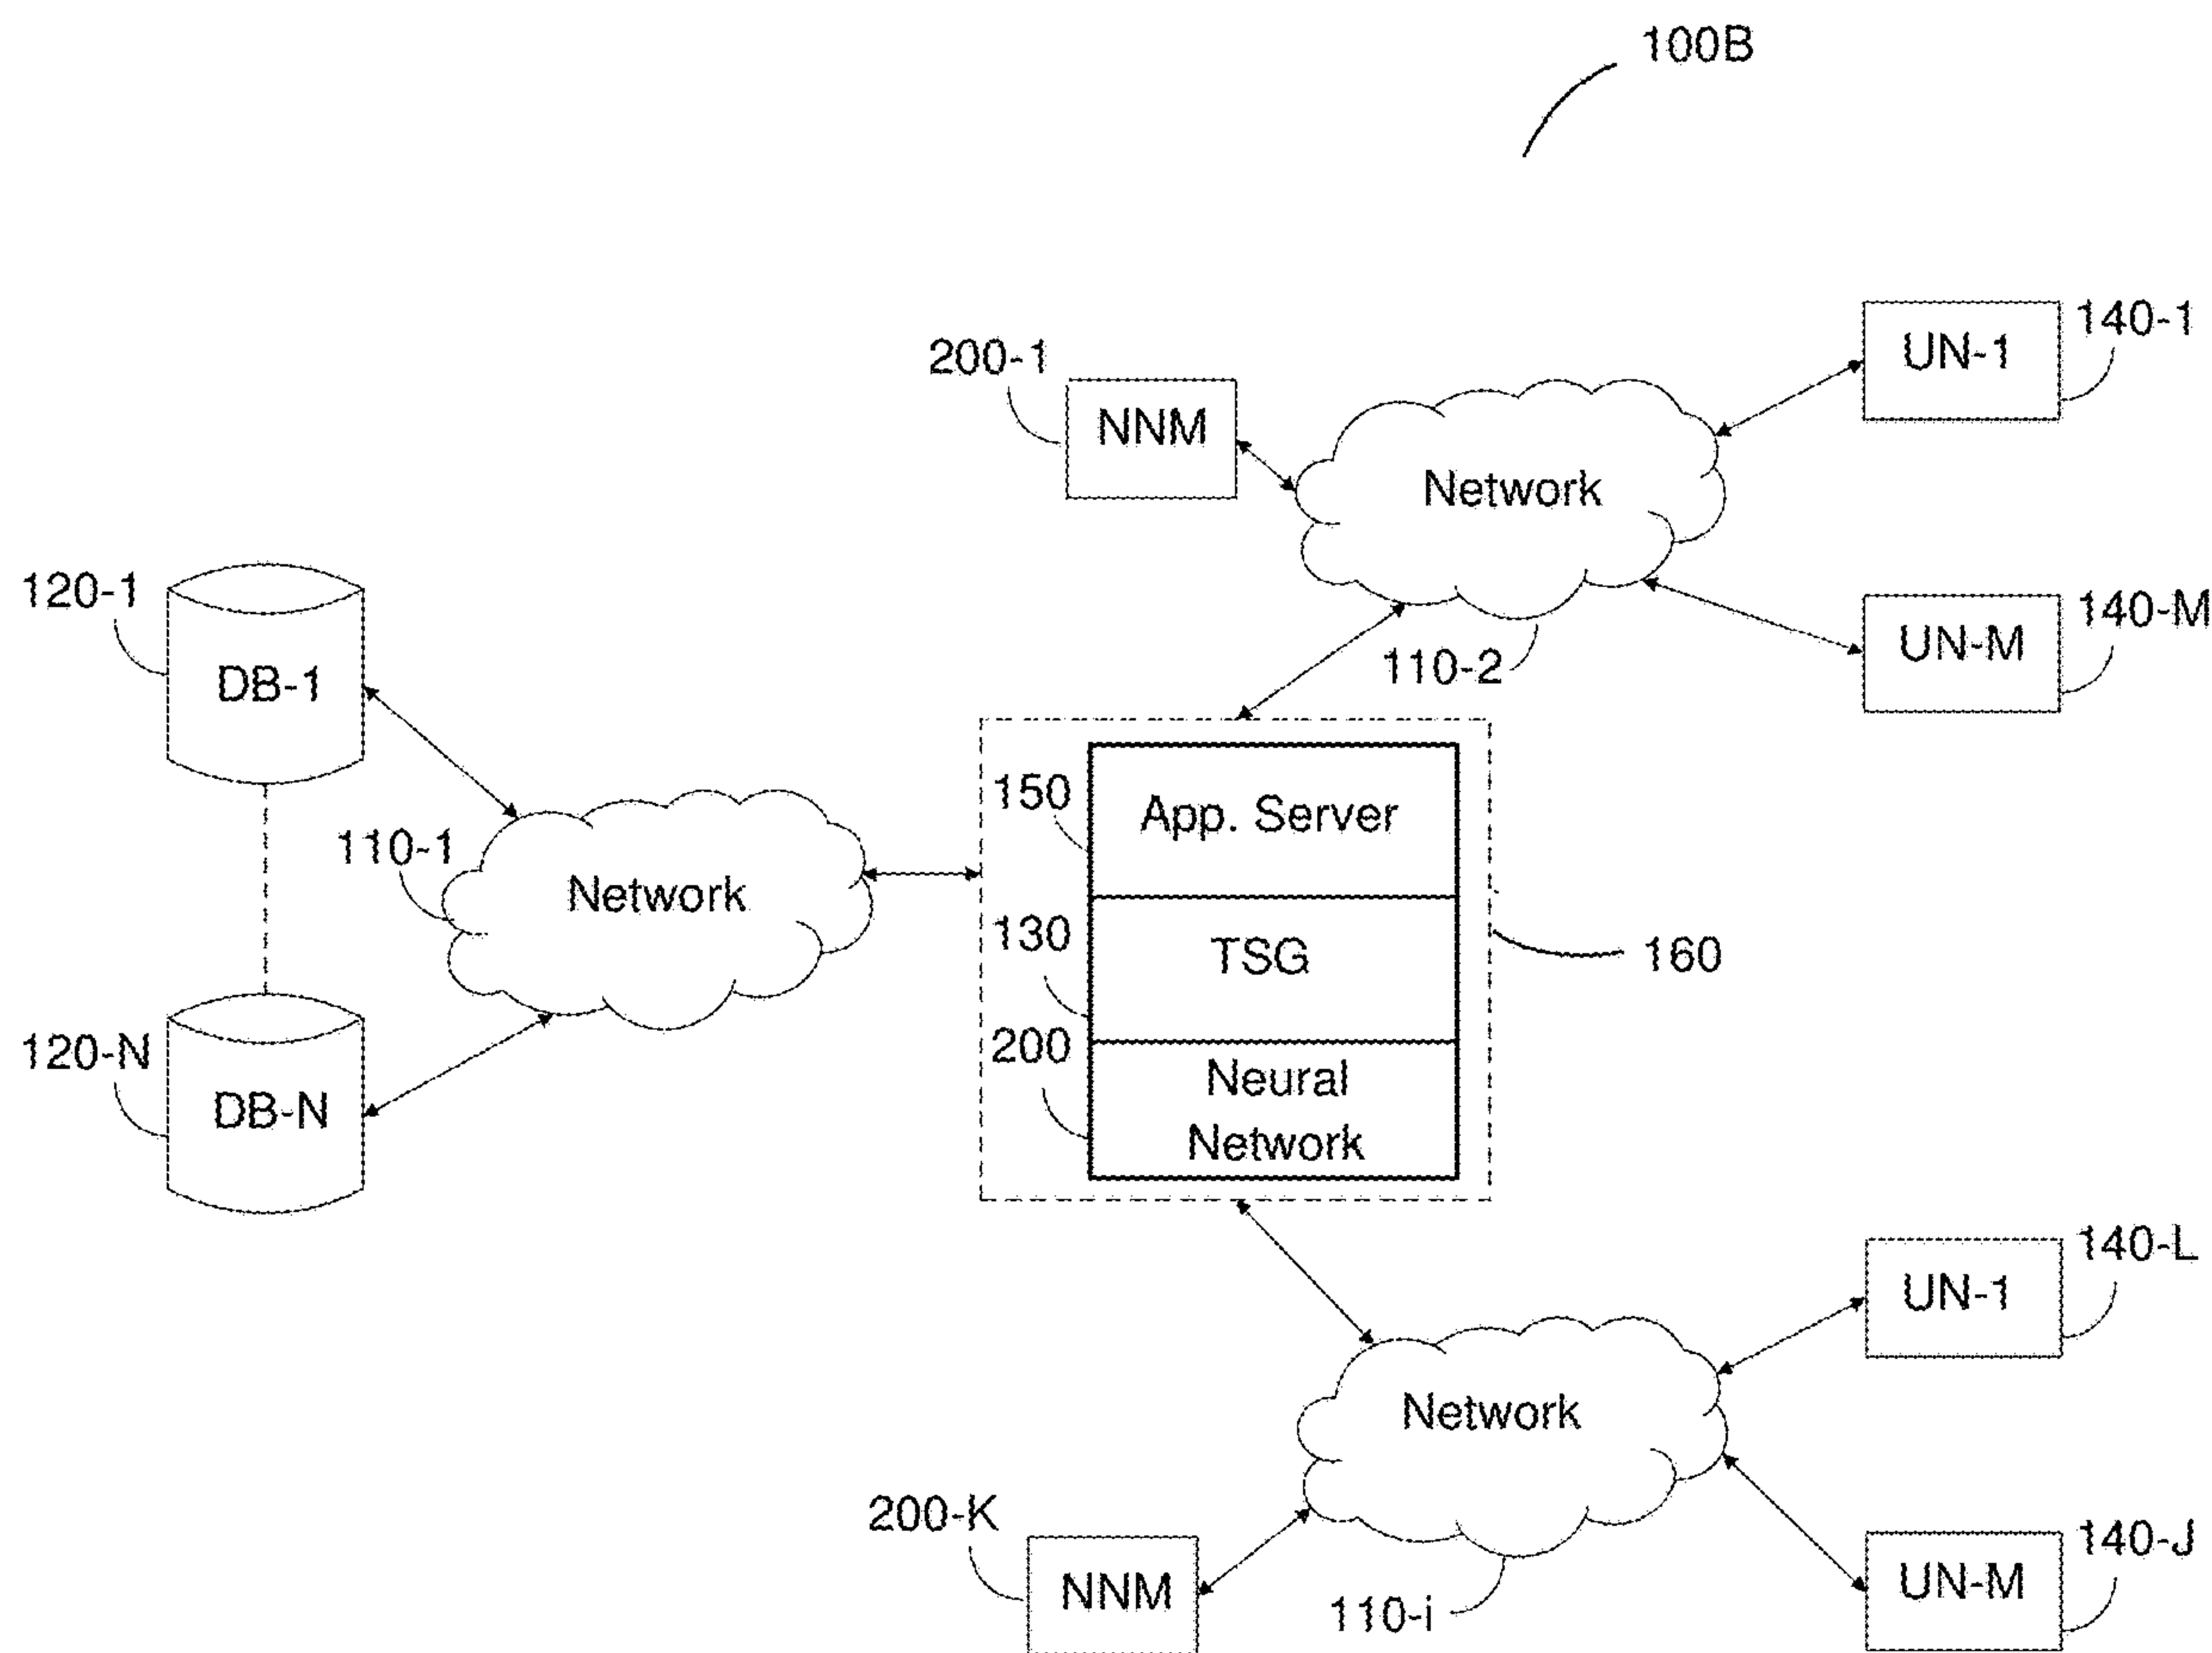 100B
200-1
NNM
Network
UN-1
140-1
UN-M
140-M
110-2
120-1
DB-1
110-1
Network
120-N
DB-N
150
App. Server
130
TSG
160
200
Neural
Network
UN-1
140-L
Network
200-K
NNM
110-i
UN-M
140-J